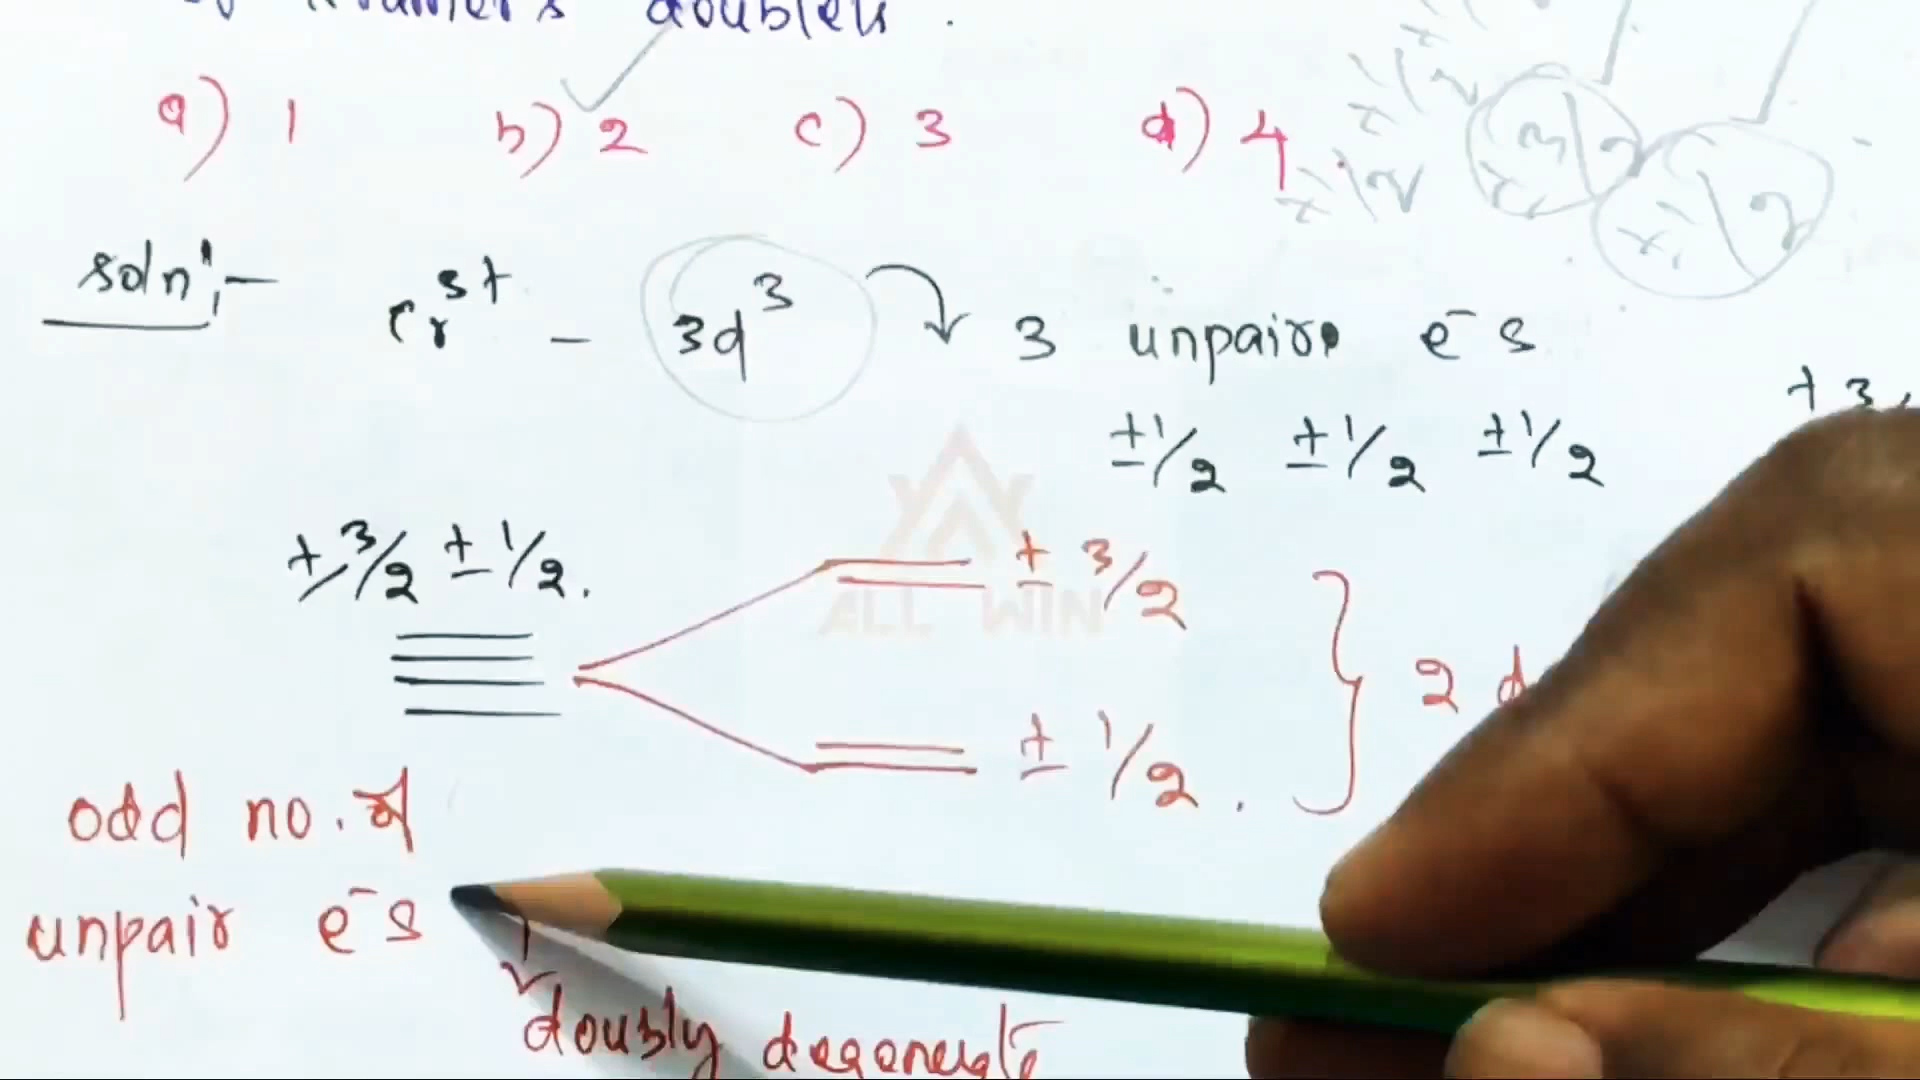 doublets .
a) 1 b) 2 c) 3 d) 4
soln:- Cr3+ - 3d3 3 unpair e-s
±1/2 ±1/2 ±1/2
+ 3
±3/2 ±1/2.
± 3/2
ALL WIN
2 d
± 1/2 .
odd no. of
unpair e-s
doubly degenerate